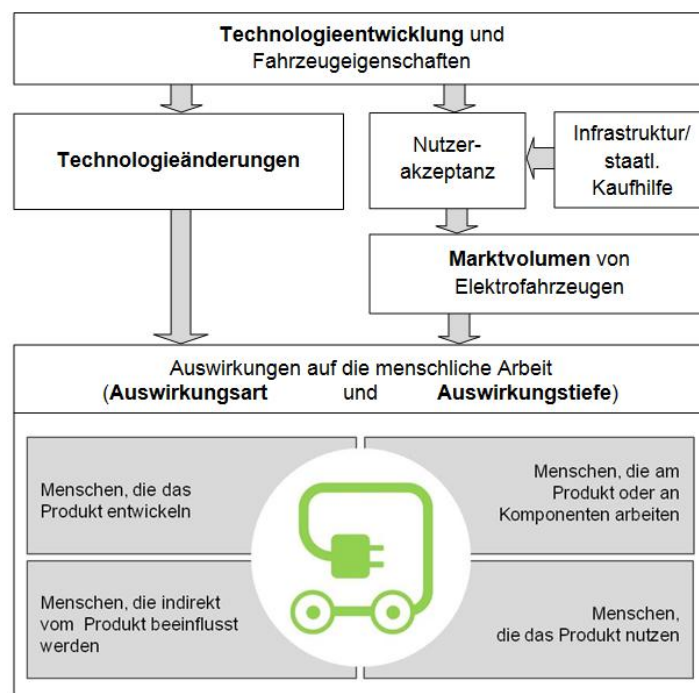 Technologieentwicklung und
Fahrzeugeigenschaften
Technologieänderungen
Nutzer-
akzeptanz
Infrastruktur/
staatl.
Kaufhilfe
Marktvolumen von
Elektrofahrzeugen
Auswirkungen auf die menschliche Arbeit
(Auswirkungsart und Auswirkungstiefe)
Menschen, die das
Produkt entwickeln
Menschen, die am
Produkt oder an
Komponenten arbeiten
Menschen, die indirekt
vom Produkt beeinflusst
werden
Menschen,
die das Produkt nutzen